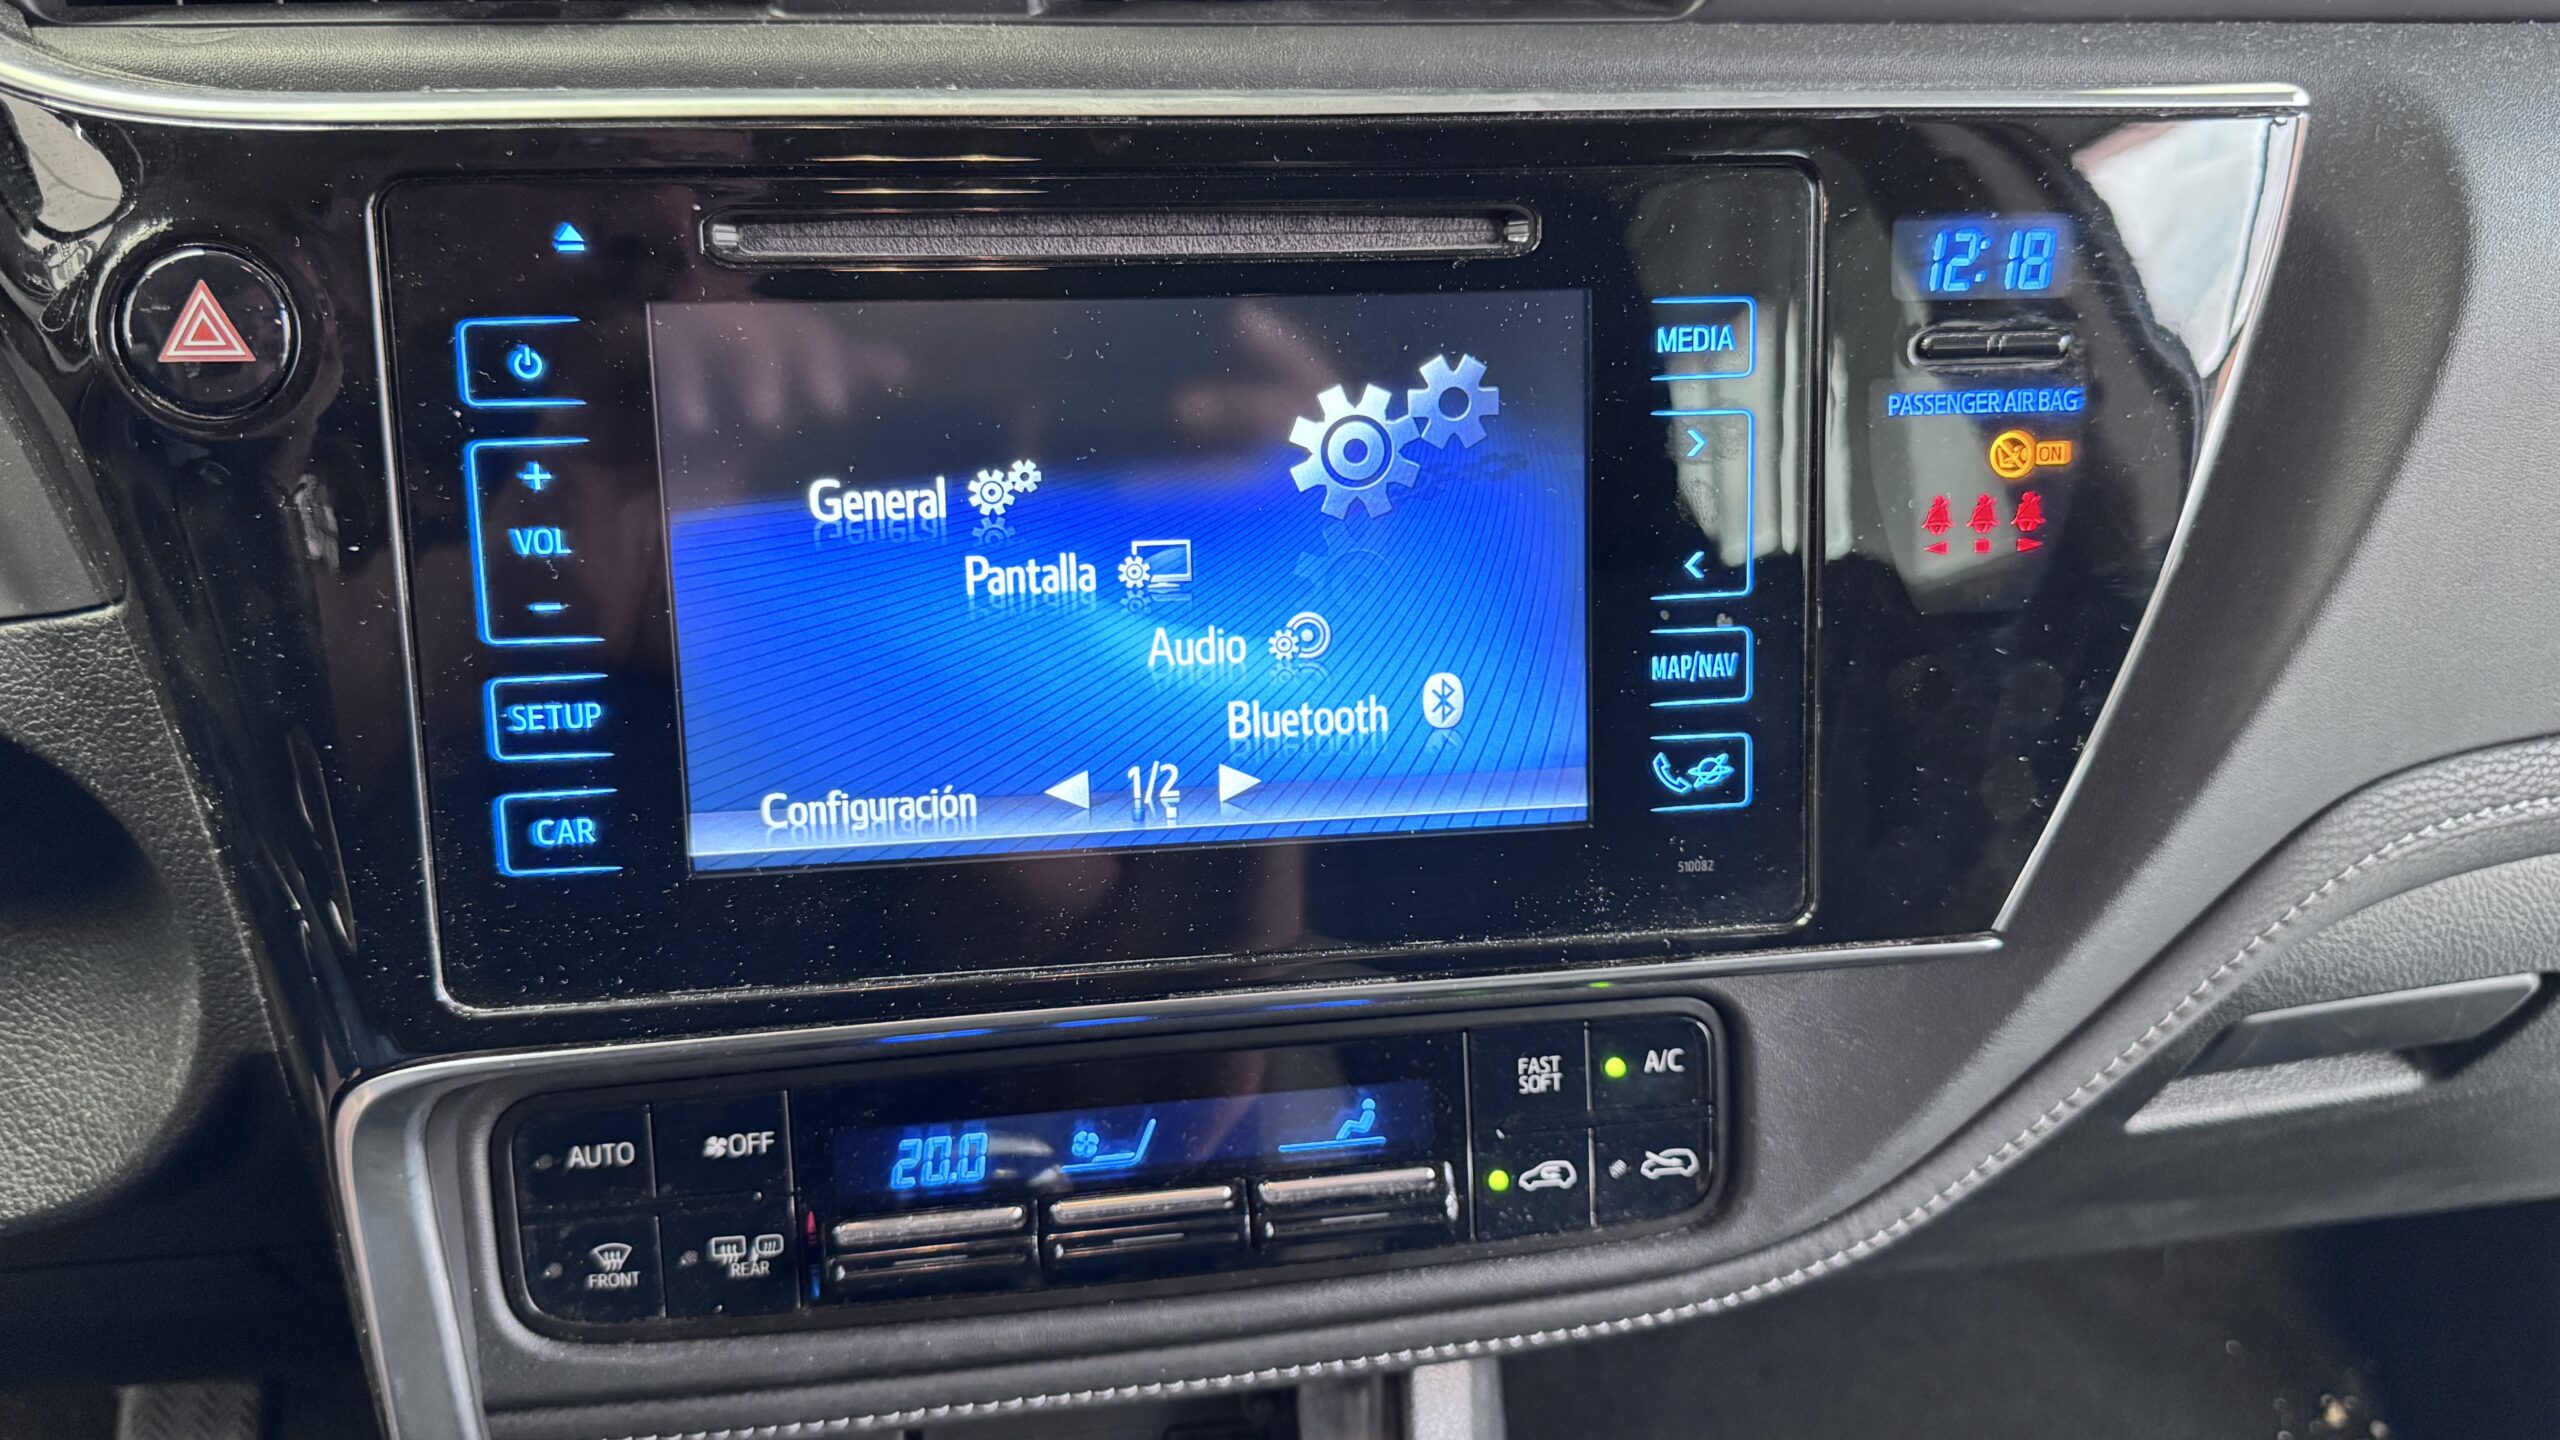 12:18
MEDIA
PASSENGER AIR BAG
ON
General
VOL
Pantalla
Audio
MAP/NAV
SETUP
Bluetooth
Configuración
1/2
CAR
510082
FAST
SOFT
A/C
AUTO
OFF
20.0
FRONT
REAR